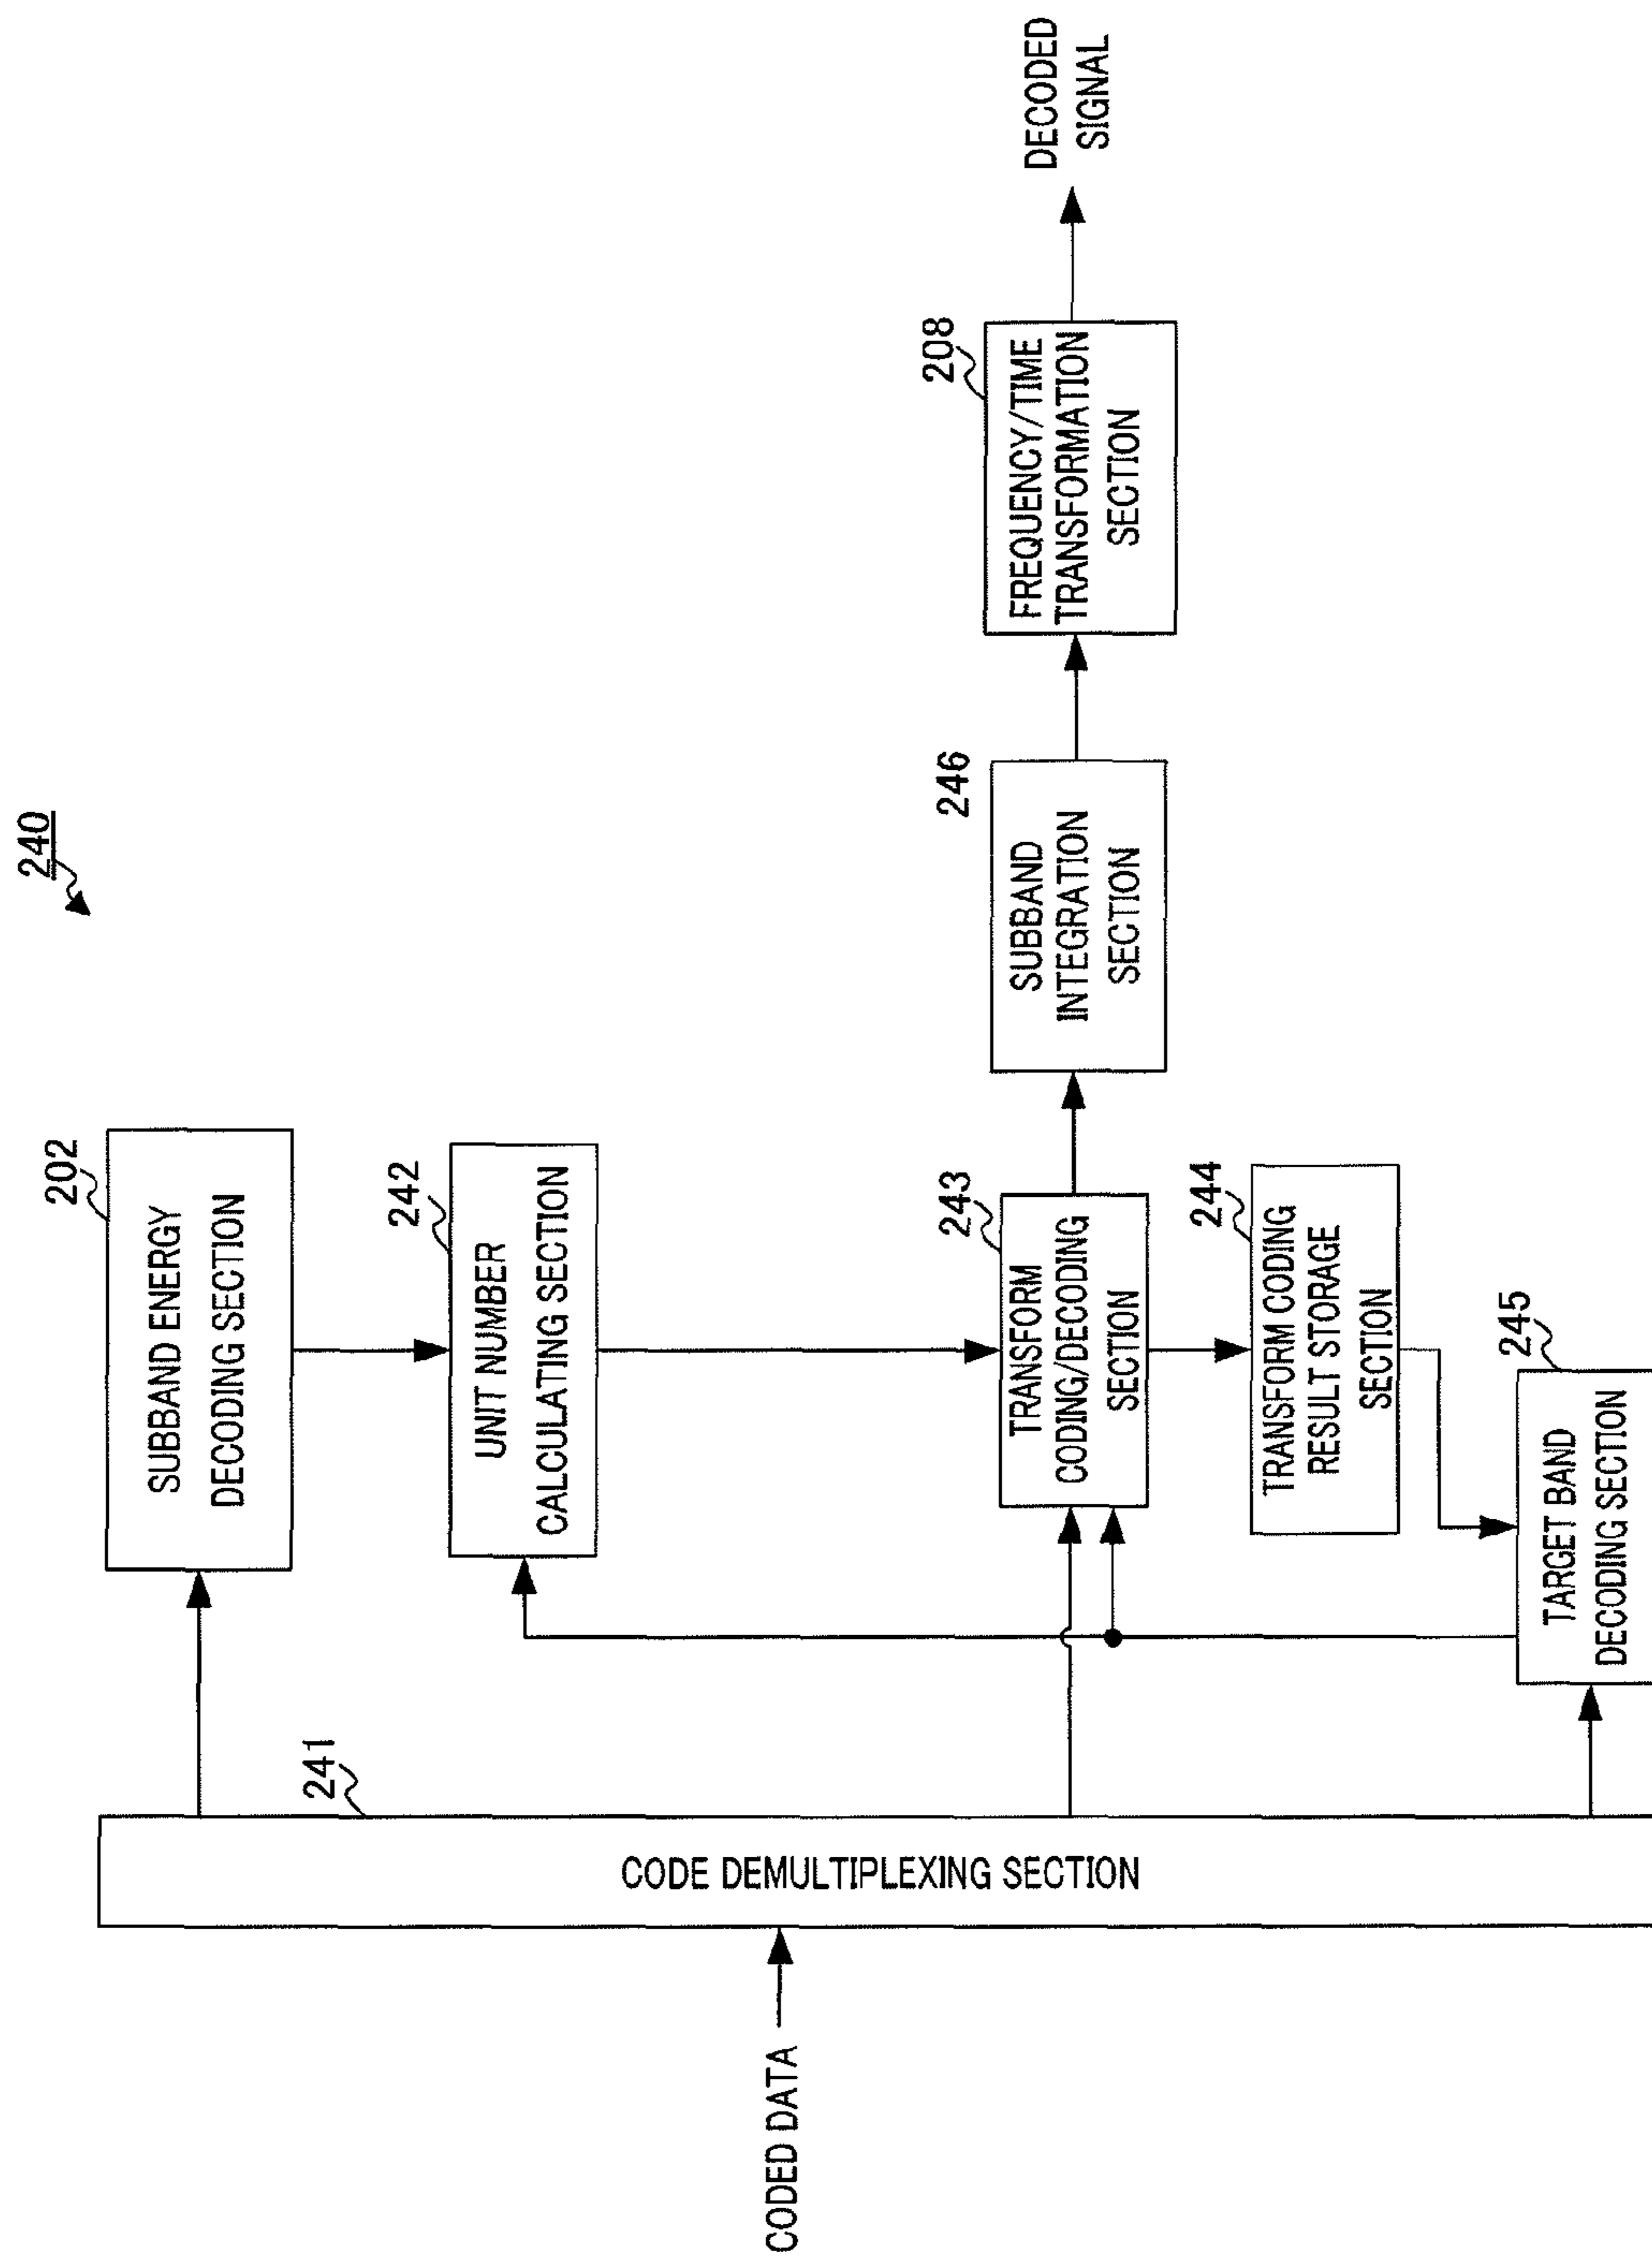 240
CODED DATA
CODE DEMULTIPLEXING SECTION
241
SUBBAND ENERGY
DECODING SECTION
202
UNIT NUMBER
CALCULATING SECTION
242
TRANSFORM
CODING/DECODING
SECTION
243
TRANSFORM CODING
RESULT STORAGE
SECTION
244
TARGET BAND
DECODING SECTION
245
SUBBAND
INTEGRATION
SECTION
246
FREQUENCY/TIME
TRANSFORMATION
SECTION
208
DECODED
SIGNAL